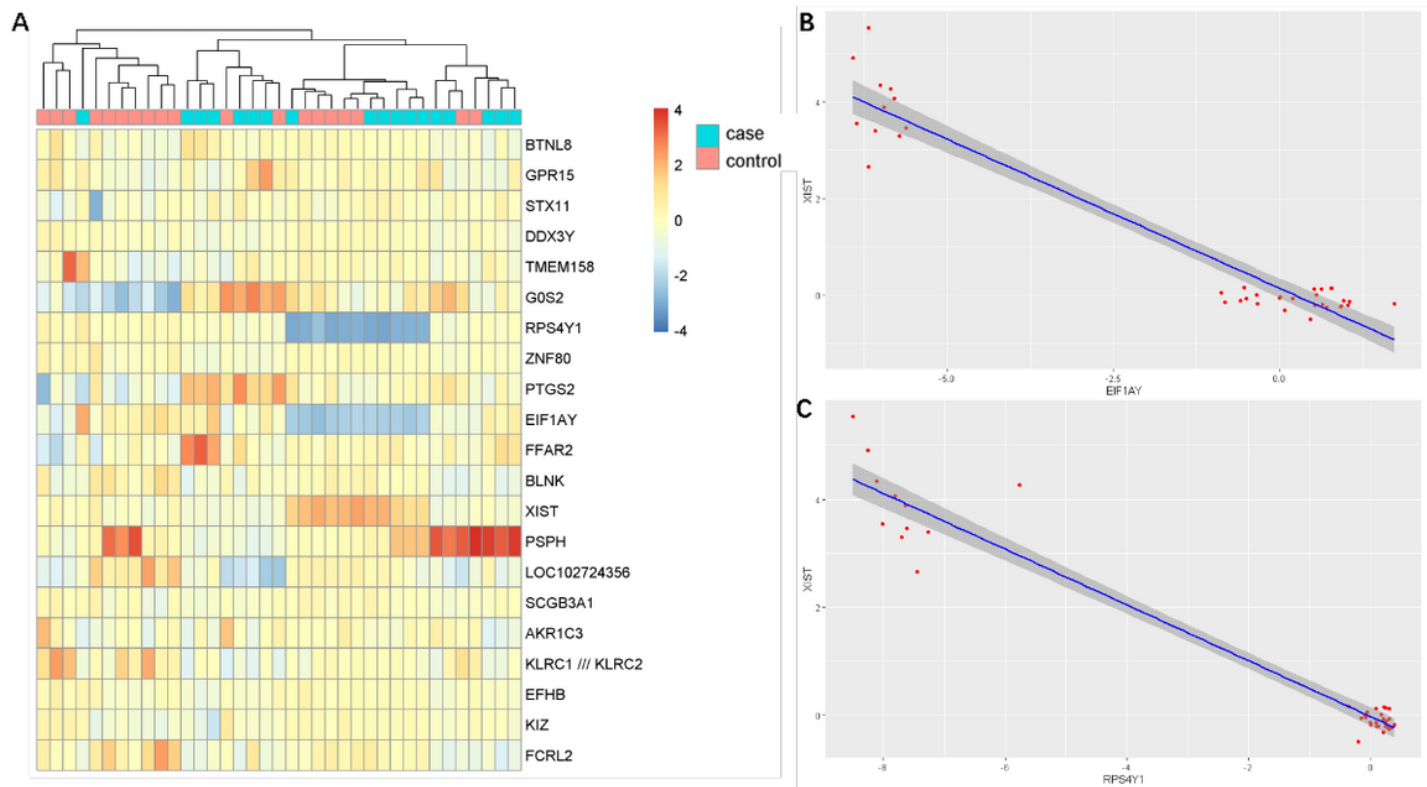 A
4
2
0
-2
-4
case
control
BTNL8
GPR15
STX11
DDX3Y
TMEM158
G0S2
RPS4Y1
ZNF80
PTGS2
EIF1AY
FFAR2
BLNK
XIST
PSPH
LOC102724356
SCGB3A1
AKR1C3
KLRC1 /// KLRC2
EFHB
KIZ
FCRL2
B
XIST
4
2
0
-5.0 -2.5 0.0
EIF1AY
C
XIST
4
2
0
-8 -6 -4 -2 0
RPS4Y1